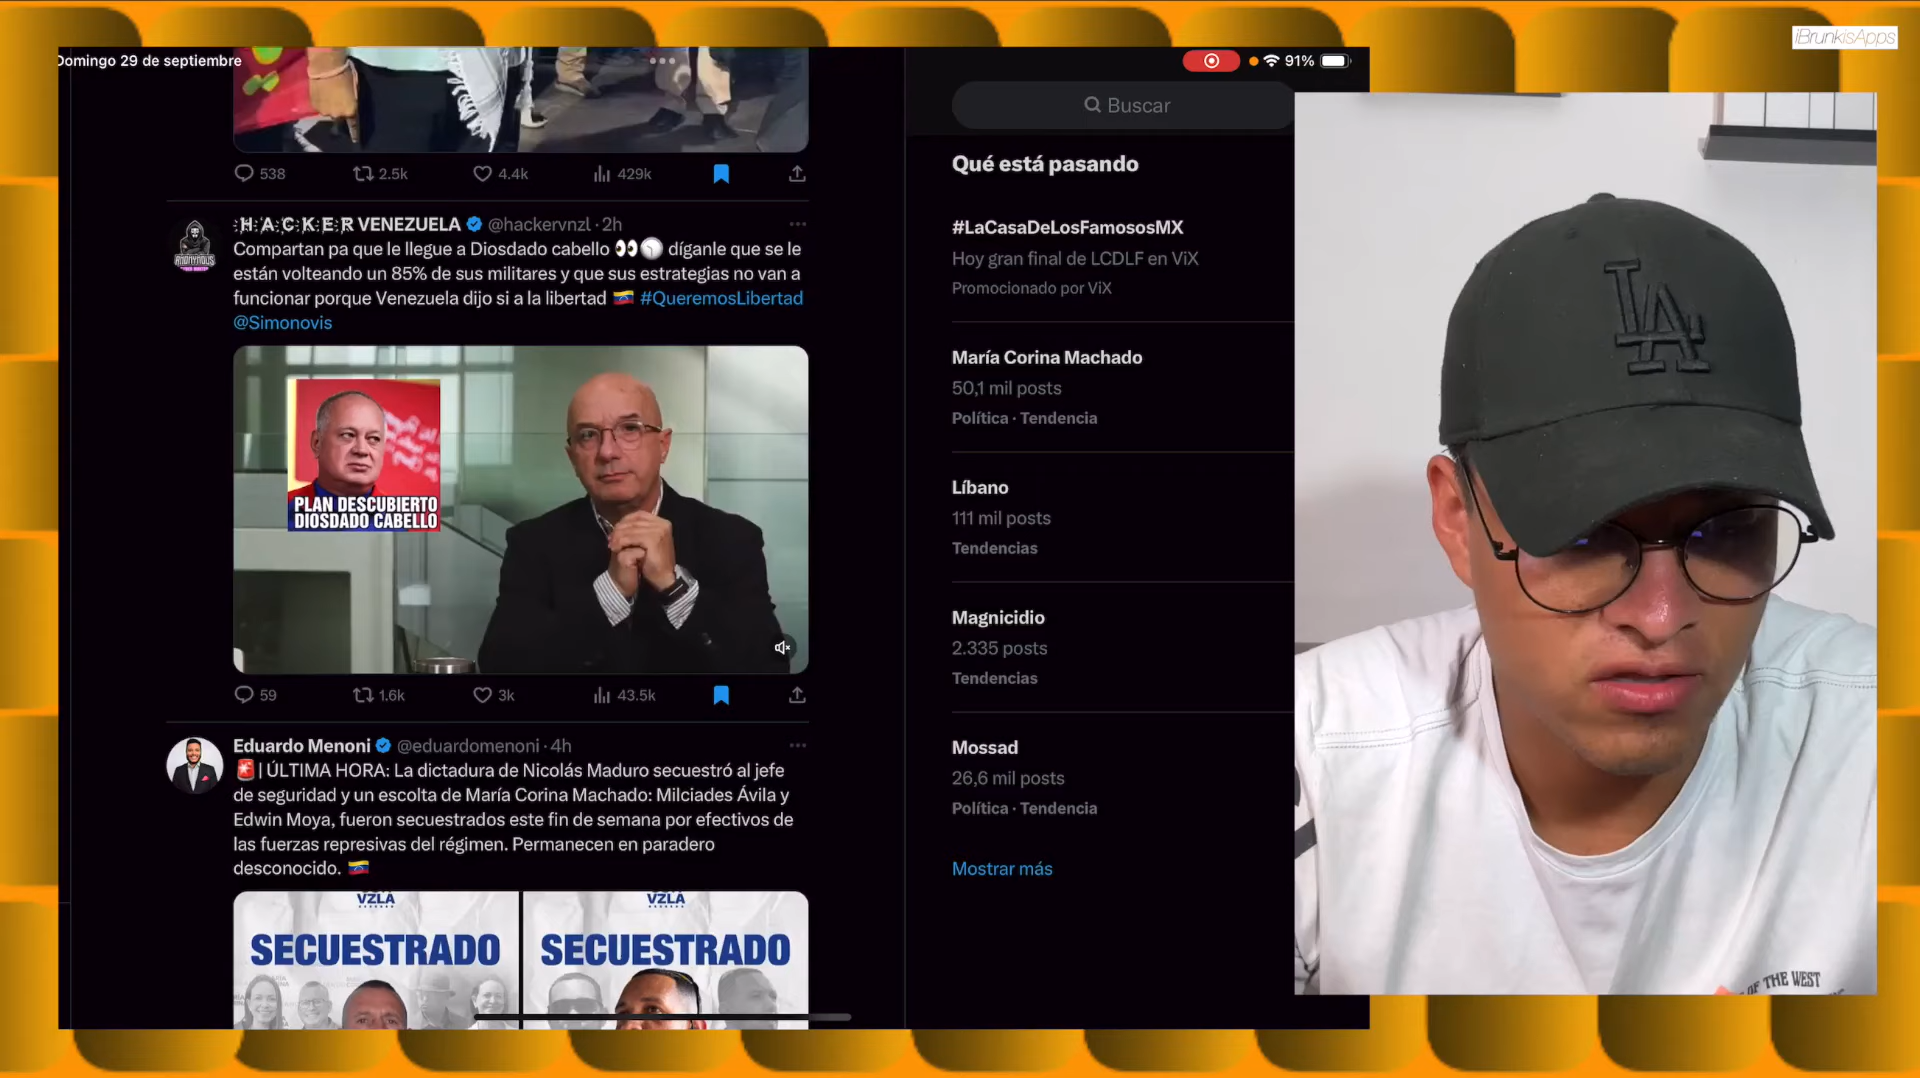 iBrunkisApps
Domingo 29 de septiembre
91%
Buscar
538 2.5k 4.4k 429k
HACKER VENEZUELA @hackervnzl · 2h
Compartan pa que le llegue a Diosdado cabello 👀🕥 díganle que se le
están volteando un 85% de sus militares y que sus estrategias no van a
funcionar porque Venezuela dijo si a la libertad 🇻🇪 #QueremosLibertad
@Simonovis
PLAN DESCUBIERTO
DIOSDADO CABELLO
59 1.6k 3k 43.5k
Eduardo Menoni @eduardomenoni · 4h
🚨| ÚLTIMA HORA: La dictadura de Nicolás Maduro secuestró al jefe
de seguridad y un escolta de María Corina Machado: Milciades Ávila y
Edwin Moya, fueron secuestrados este fin de semana por efectivos de
las fuerzas represivas del régimen. Permanecen en paradero
desconocido. 🇻🇪
VZLA
SECUESTRADO
VZLA
SECUESTRADO
Qué está pasando
#LaCasaDeLosFamososMX
Hoy gran final de LCDLF en ViX
Promocionado por ViX
María Corina Machado
50,1 mil posts
Política · Tendencia
Líbano
111 mil posts
Tendencias
Magnicidio
2.335 posts
Tendencias
Mossad
26,6 mil posts
Política · Tendencia
Mostrar más
LA
OF THE WEST